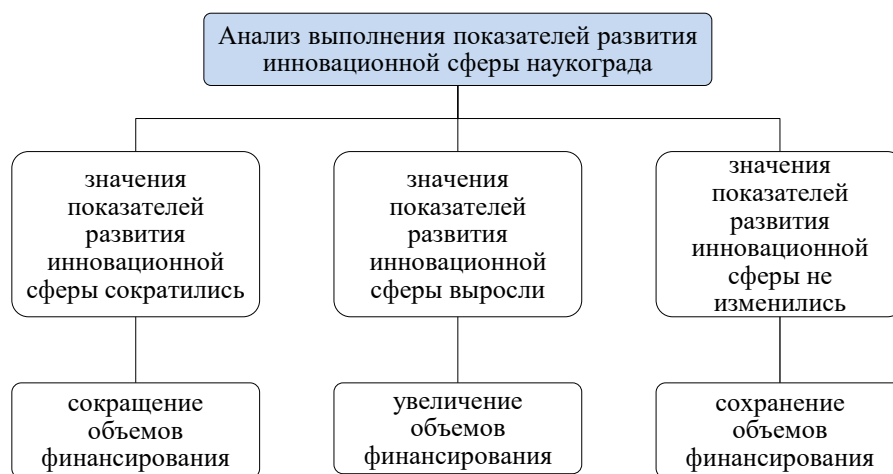 Анализ выполнения показателей развития
инновационной сферы наукограда
значения
показателей
развития
инновационной
сферы сократились
значения
показателей
развития
инновационной
сферы выросли
значения
показателей
развития
инновационной
сферы не
изменились
сокращение
объемов
финансирования
увеличение
объемов
финансирования
сохранение
объемов
финансирования